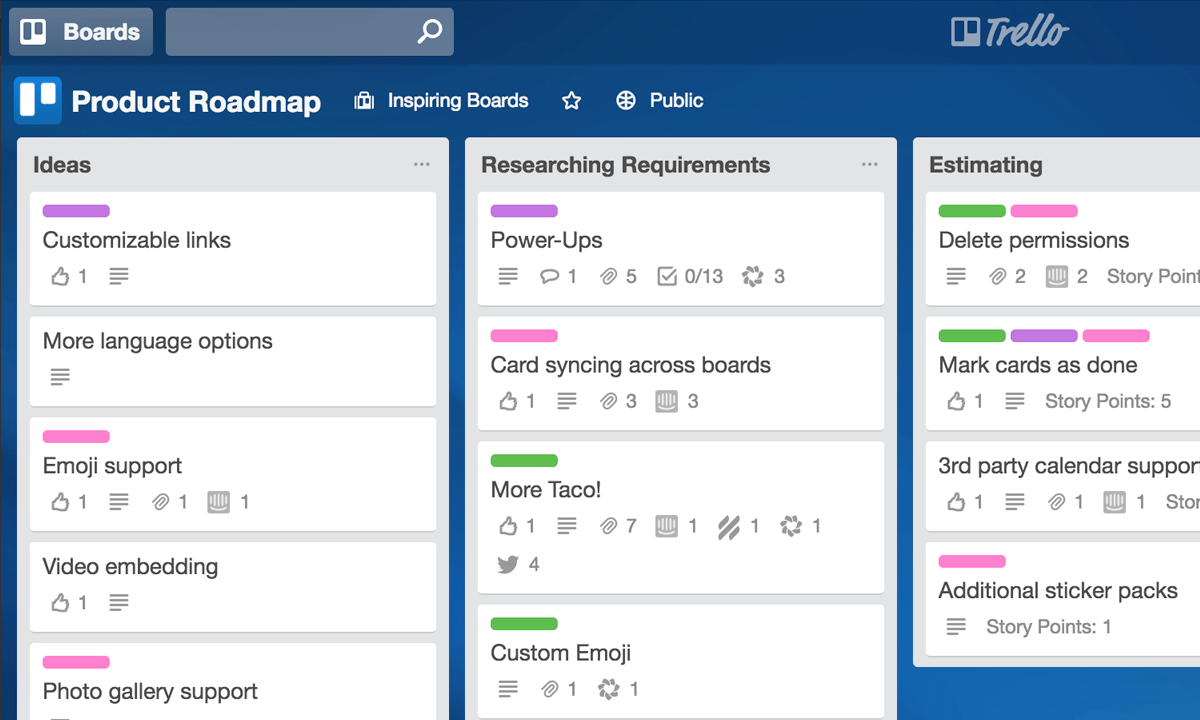 Boards
Trello
Product Roadmap
Inspiring Boards
Public
Ideas
Customizable links
1
More language options
Emoji support
1 1 1
Video embedding
1
Photo gallery support
Researching Requirements
Power-Ups
1 5 0/13 3
Card syncing across boards
1 3 3
More Taco!
1 7 1 1 1
4
Custom Emoji
1 1
Estimating
Delete permissions
2 2 Story Point
Mark cards as done
1 Story Points: 5
3rd party calendar suppor
1 1 1 Stor
Additional sticker packs
Story Points: 1